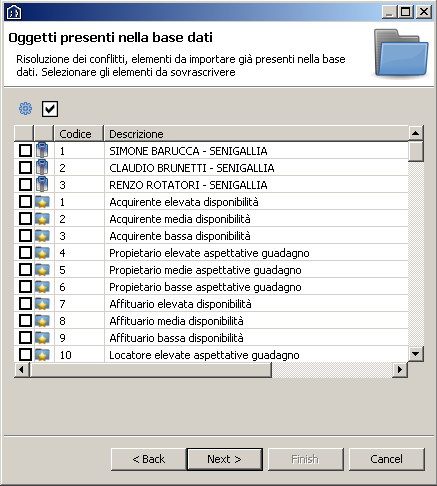 Oggetti presenti nella base dati
Risoluzione dei conflitti, elementi da importare già presenti nella base
dati. Selezionare gli elementi da sovrascrivere
Codice Descrizione
1 SIMONE BARUCCA - SENIGALLIA
2 CLAUDIO BRUNETTI - SENIGALLIA
3 RENZO ROTATORI - SENIGALLIA
1 Acquirente elevata disponibilità
2 Acquirente media disponibilità
3 Acquirente bassa disponibilità
4 Propietario elevate aspettative guadagno
5 Propietario medie aspettative guadagno
6 Propietario basse aspettative guadagno
7 Affituario elevata disponibilità
8 Affituario media disponibilità
9 Affituario bassa disponibilità
10 Locatore elevate aspettative guadagno
< Back Next > Finish Cancel